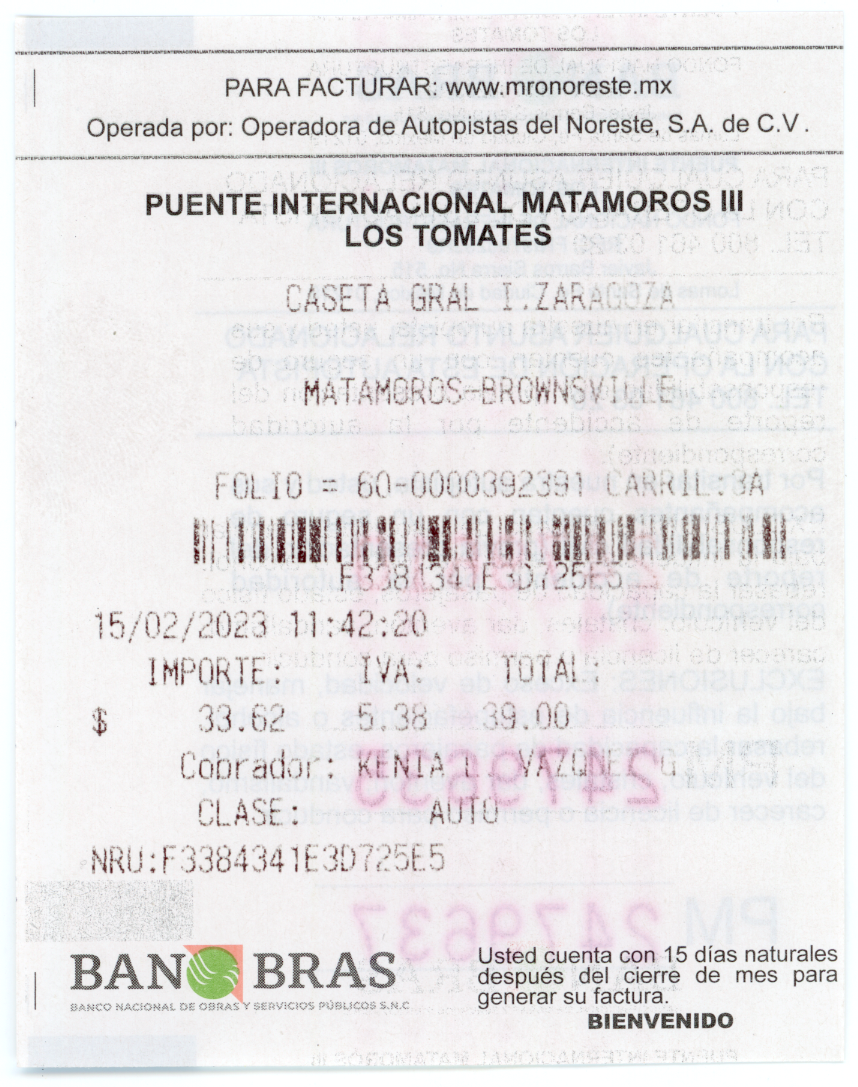 PARA FACTURAR: www.mronoreste.mx
Operada por: Operadora de Autopistas del Noreste, S.A. de C.V.
PUENTE INTERNACIONAL MATAMOROS III
LOS TOMATES
CASETA GRAL I.ZARAGOZA
MATAMOROS-BROWNSVILLE
FOLIO = 60-0000392391 CARRIL:8A
F3384341E3D725E5
15/02/2023 11:42.20
IMPORTE: IVA: TOTAL:
$ 33.62 5.38 39.00
Cobrador: KENIA
CLASE: AUTO
NRU:F3384341E3D725E5
BANOBRAS
BANCO NACIONAL DE OBRAS Y SERVICIOS PÚBLICOS S.N.C
Usted cuenta con 15 días naturales
después del cierre de mes para
generar su factura.
BIENVENIDO